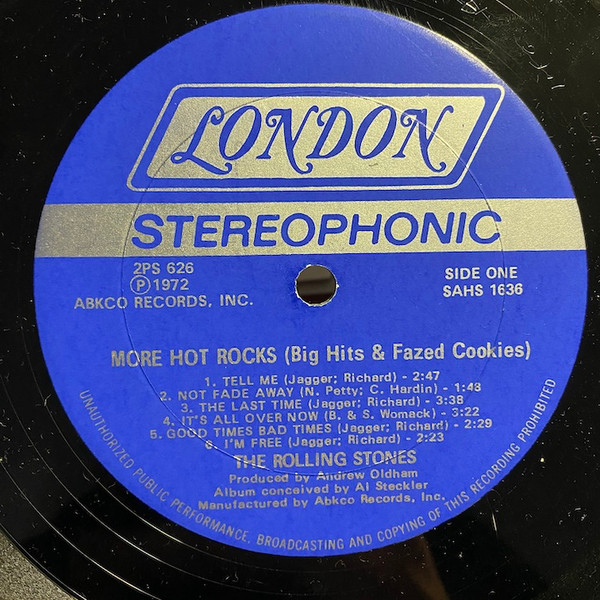 LONDON
STEREOPHONIC
2PS 626
Ⓟ1972
ABKCO RECORDS, INC.
SIDE ONE
SAHS 1636
MORE HOT ROCKS (Big Hits & Fazed Cookies)
1. TELL ME (Jagger; Richard) - 2:47
2. NOT FADE AWAY (N. Petty; C. Hardin) - 1:48
3. THE LAST TIME (Jagger; Richard) - 3:38
4. IT'S ALL OVER NOW (B. & S. Womack) - 3:22
5. GOOD TIMES BAD TIMES (Jagger; Richard) - 2:29
6. I'M FREE (Jagger; Richard) - 2:23
THE ROLLING STONES
Produced by Andrew Oldham
Album conceived by Al Steckler
Manufactured by Abkco Records, Inc.
UNAUTHORIZED PUBLIC PERFORMANCE, BROADCASTING AND COPYING OF THIS RECORDING PROHIBITED